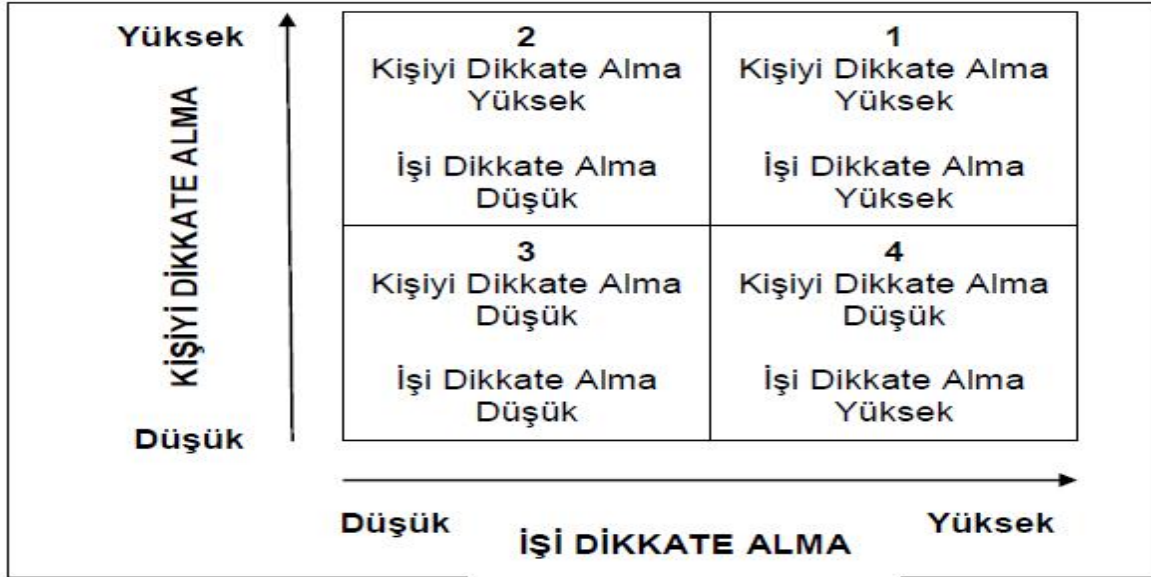 Yüksek
KİŞİYİ DİKKATE ALMA
Düşük
2
Kişiyi Dikkate Alma
Yüksek
İşi Dikkate Alma
Düşük
1
Kişiyi Dikkate Alma
Yüksek
İşi Dikkate Alma
Yüksek
3
Kişiyi Dikkate Alma
Düşük
İşi Dikkate Alma
Düşük
4
Kişiyi Dikkate Alma
Düşük
İşi Dikkate Alma
Yüksek
Düşük
İŞİ DİKKATE ALMA
Yüksek